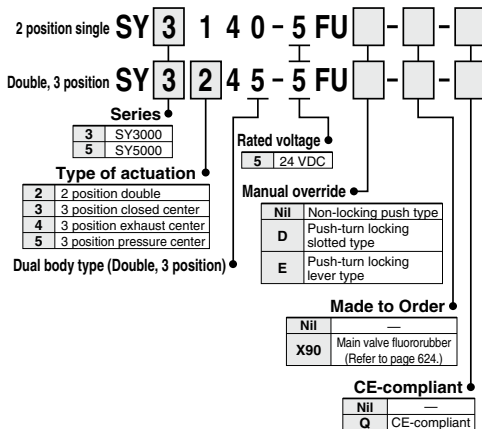 2 position single SY 3 1 4 0 - 5 FU - -
Double, 3 position SY 3 2 4 5 - 5 FU - -
Series
3 SY3000
5 SY5000
Type of actuation
2 2 position double
3 3 position closed center
4 3 position exhaust center
5 3 position pressure center
Dual body type (Double, 3 position)
Rated voltage
5 24 VDC
Manual override
Nil Non-locking push type
D Push-turn locking
slotted type
E Push-turn locking
lever type
Made to Order
Nil —
X90 Main valve fluororubber
(Refer to page 624.)
CE-compliant
Nil —
Q CE-compliant